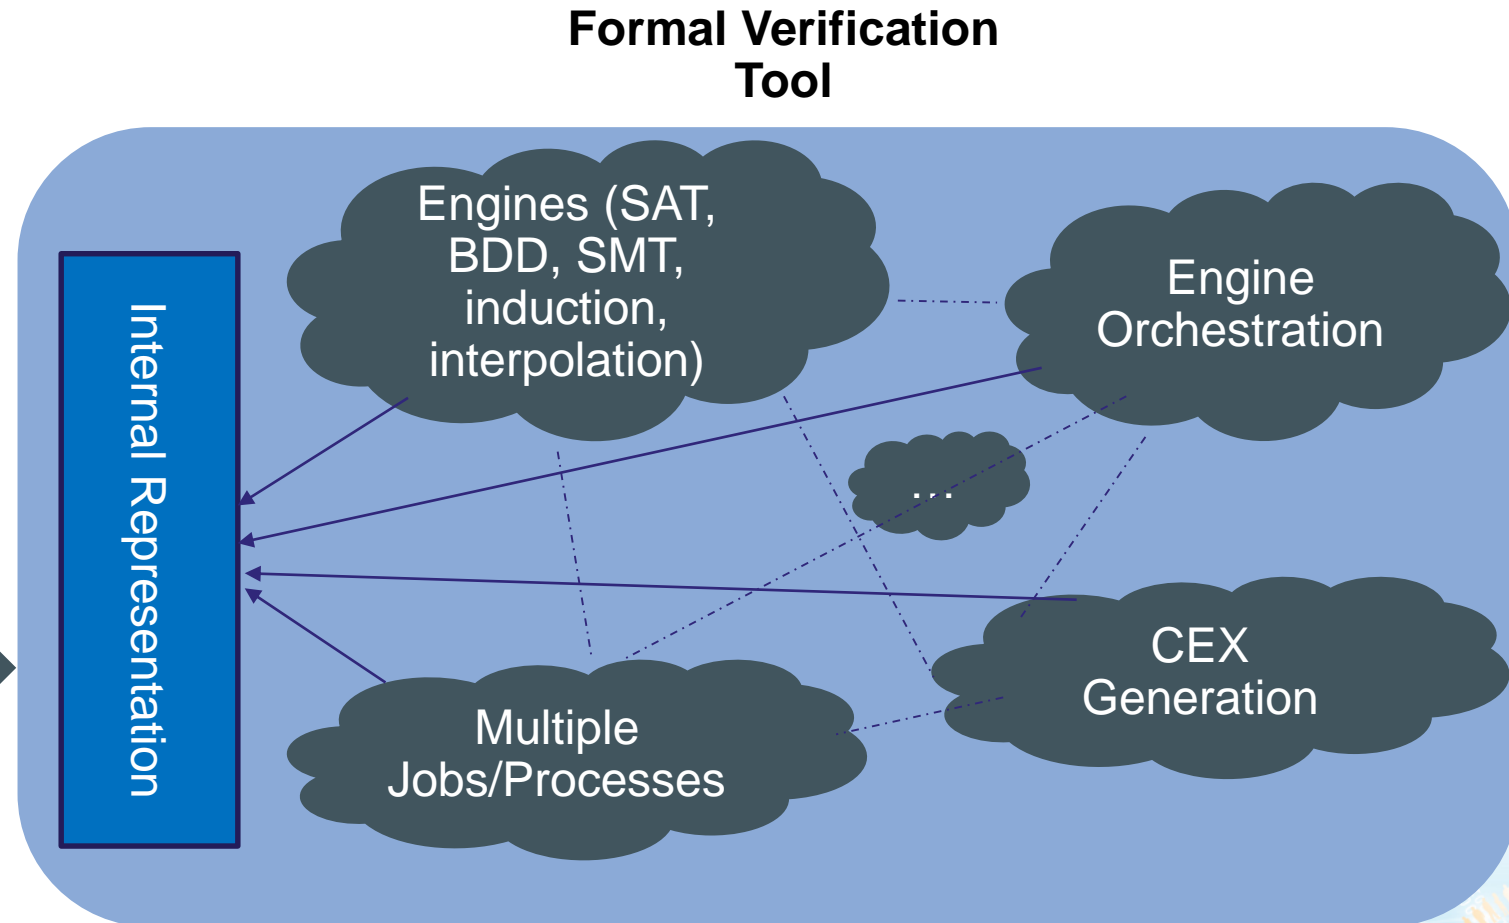 Formal Verification
Tool
Engines (SAT,
BDD, SMT,
induction,
interpolation)
Engine
Orchestration
Internal Representation
...
CEX
Generation
Multiple
Jobs/Processes